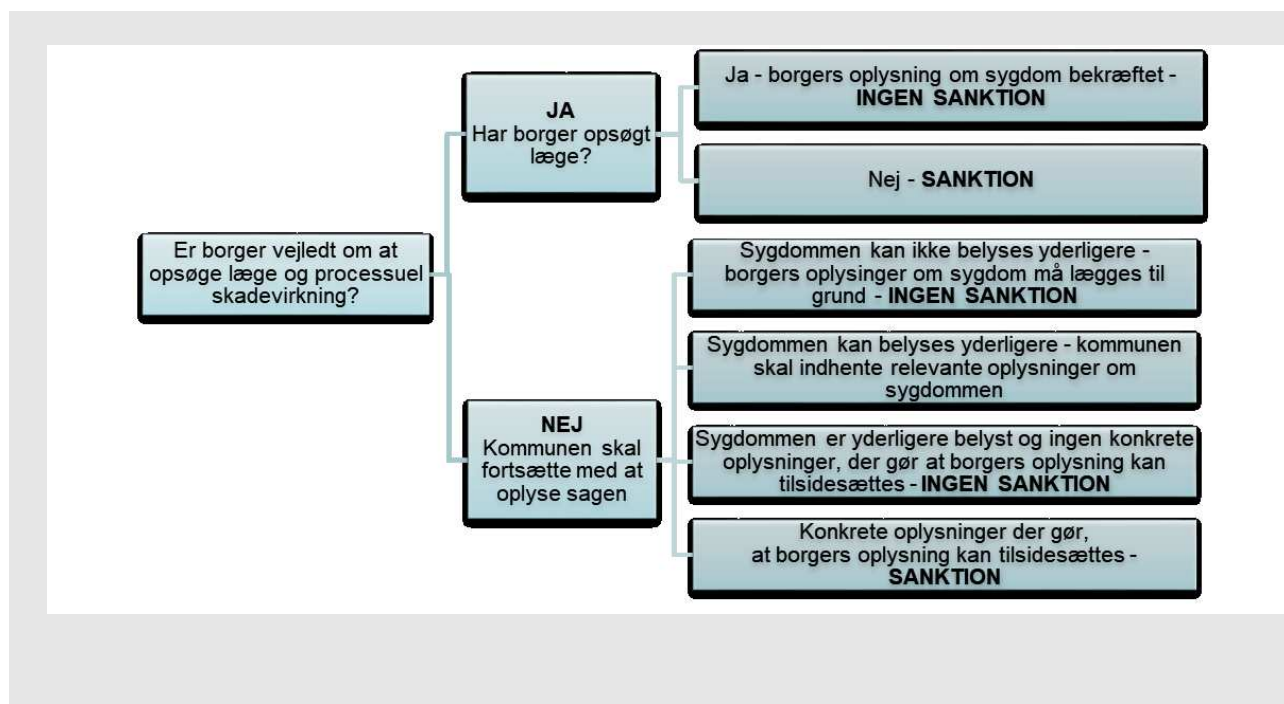 Er borger vejledt om at
opsøge læge og processuel
skadevirkning?
JA
Har borger opsøgt
læge?
Ja - borgers oplysning om sygdom bekræftet -
INGEN SANKTION
Nej - SANKTION
NEJ
Kommunen skal
fortsætte med at
oplyse sagen
Sygdommen kan ikke belyses yderligere -
borgers oplysinger om sygdom må lægges til
grund - INGEN SANKTION
Sygdommen kan belyses yderligere - kommunen
skal indhente relevante oplysninger om
sygdommen
Sygdommen er yderligere belyst og ingen konkrete
oplysninger, der gør at borgers oplysning kan
tilsidesættes - INGEN SANKTION
Konkrete oplysninger der gør,
at borgers oplysning kan tilsidesættes -
SANKTION